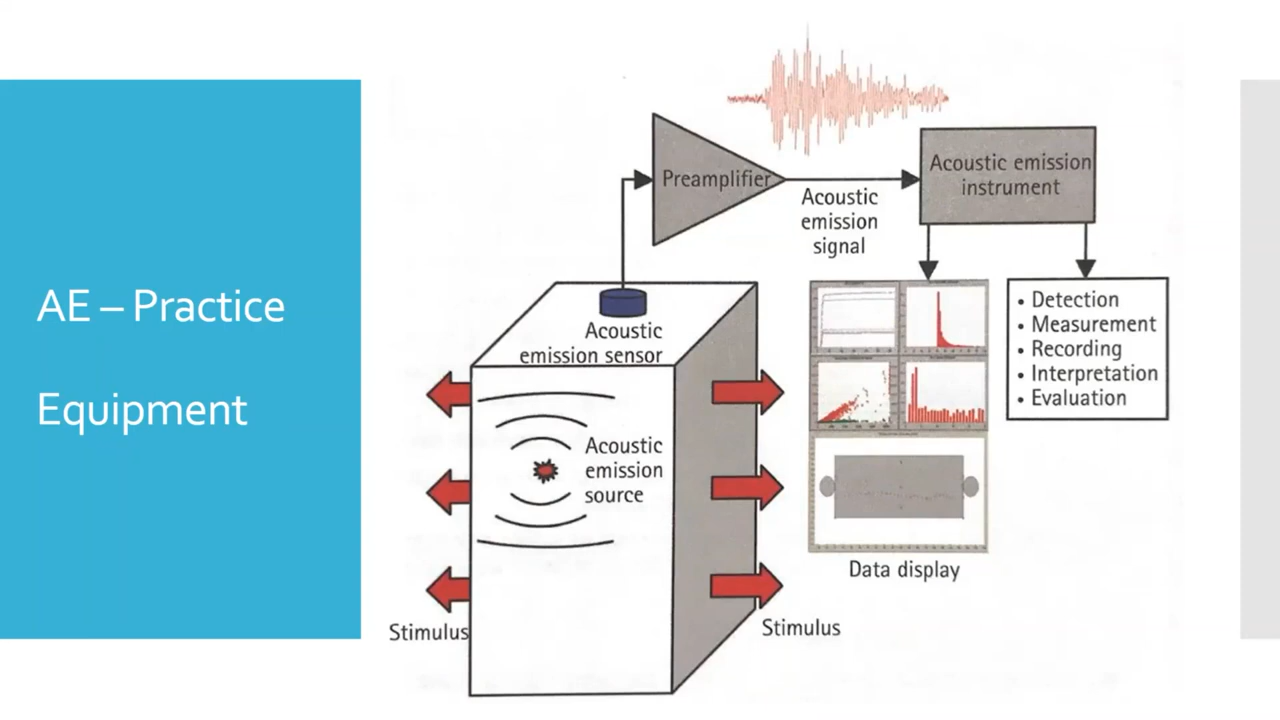 AE – Practice
Equipment
Preamplifier
Acoustic
emission
signal
Acoustic emission
instrument
Acoustic
emission sensor
Acoustic
emission
source
Stimulus
Stimulus
• Detection
• Measurement
• Recording
• Interpretation
• Evaluation
Data display